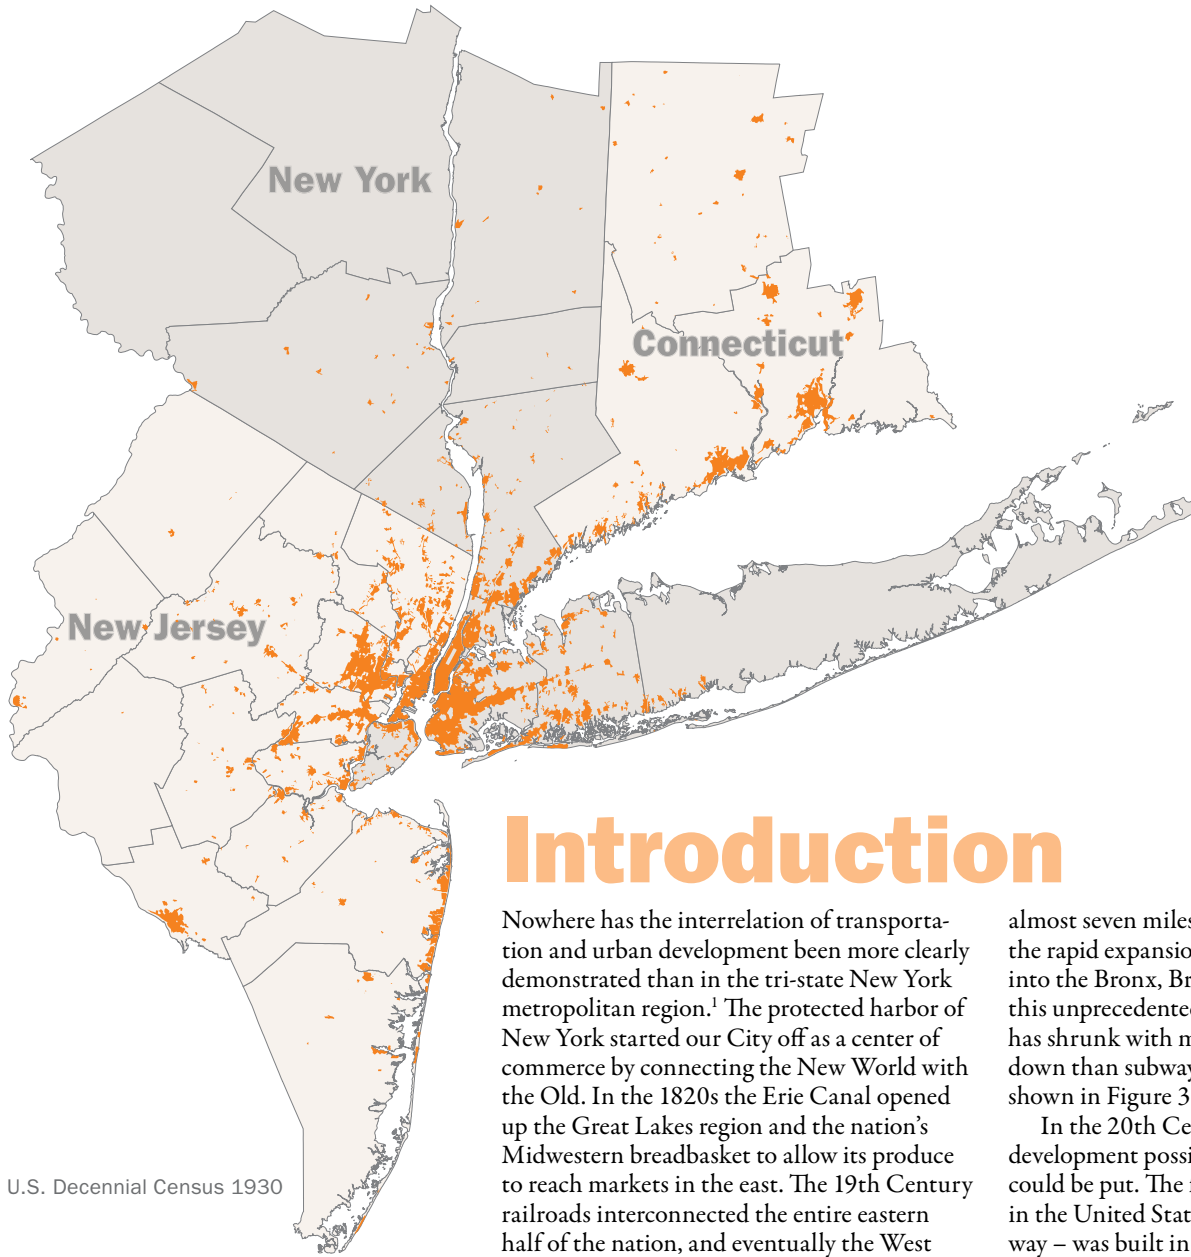 New York
Connecticut
New Jersey
U.S. Decennial Census 1930
Introduction
Nowhere has the interrelation of transporta-
tion and urban development been more clearly
demonstrated than in the tri-state New York
metropolitan region.1 The protected harbor of
New York started our City off as a center of
commerce by connecting the New World with
the Old. In the 1820s the Erie Canal opened
up the Great Lakes region and the nation’s
Midwestern breadbasket to allow its produce
to reach markets in the east. The 19th Century
railroads interconnected the entire eastern
half of the nation, and eventually the West
almost seven miles
the rapid expansio
into the Bronx, Br
this unprecedented
has shrunk with m
down than subway
shown in Figure 3
In the 20th Ce
development possi
could be put. The
in the United Stat
way – was built in